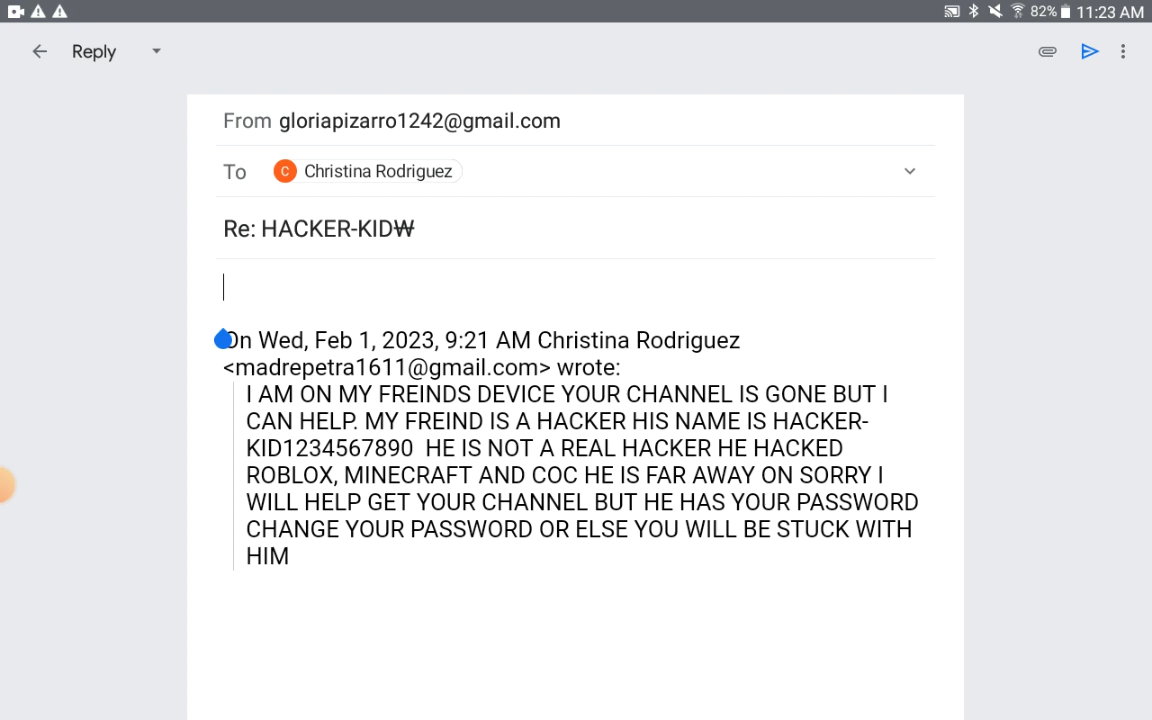 82% 11:23 AM
Reply
From gloriapizarro1242@gmail.com
To C Christina Rodriguez
Re: HACKER-KID₩
On Wed, Feb 1, 2023, 9:21 AM Christina Rodriguez
<madrepetra1611@gmail.com> wrote:
I AM ON MY FREINDS DEVICE YOUR CHANNEL IS GONE BUT I
CAN HELP. MY FREIND IS A HACKER HIS NAME IS HACKER-
KID1234567890  HE IS NOT A REAL HACKER HE HACKED
ROBLOX, MINECRAFT AND COC HE IS FAR AWAY ON SORRY I
WILL HELP GET YOUR CHANNEL BUT HE HAS YOUR PASSWORD
CHANGE YOUR PASSWORD OR ELSE YOU WILL BE STUCK WITH
HIM